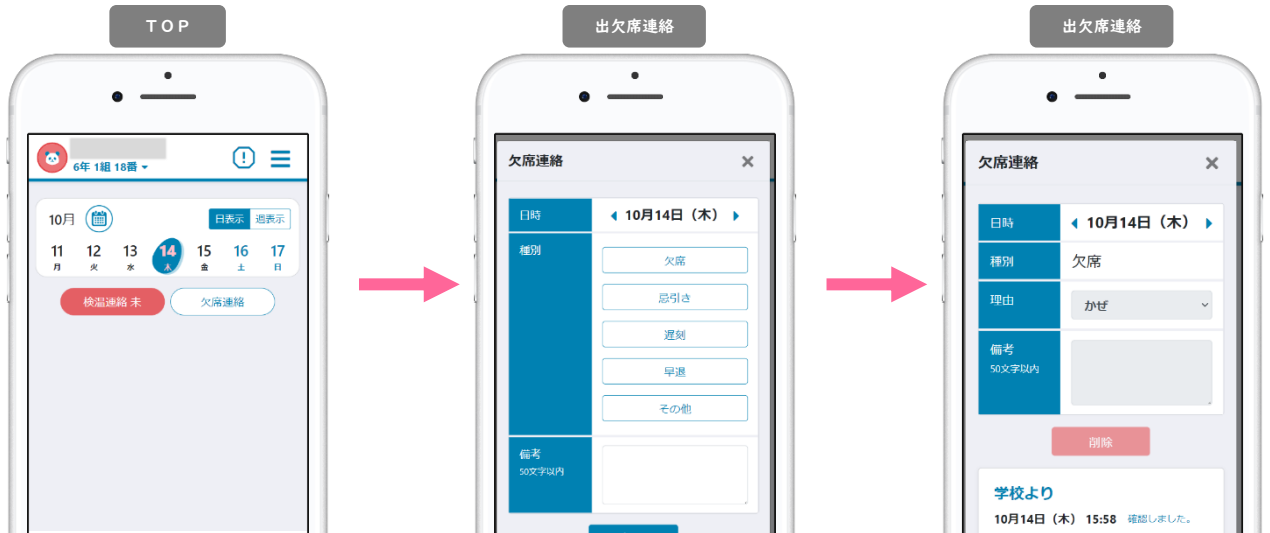 TOP
6年 1組 18番
10月
日表示 週表示
11 12 13 14 15 16 17
月 火 水 木 金 土 日
検温連絡 未 欠席連絡
出欠席連絡
欠席連絡 ×
日時 10月14日（木）
種別
欠席
忌引き
遅刻
早退
その他
備考
50文字以内
出欠席連絡
欠席連絡 ×
日時 10月14日（木）
種別 欠席
理由 かぜ
備考
50文字以内
削除
学校より
10月14日（木） 15:58 確認しました。